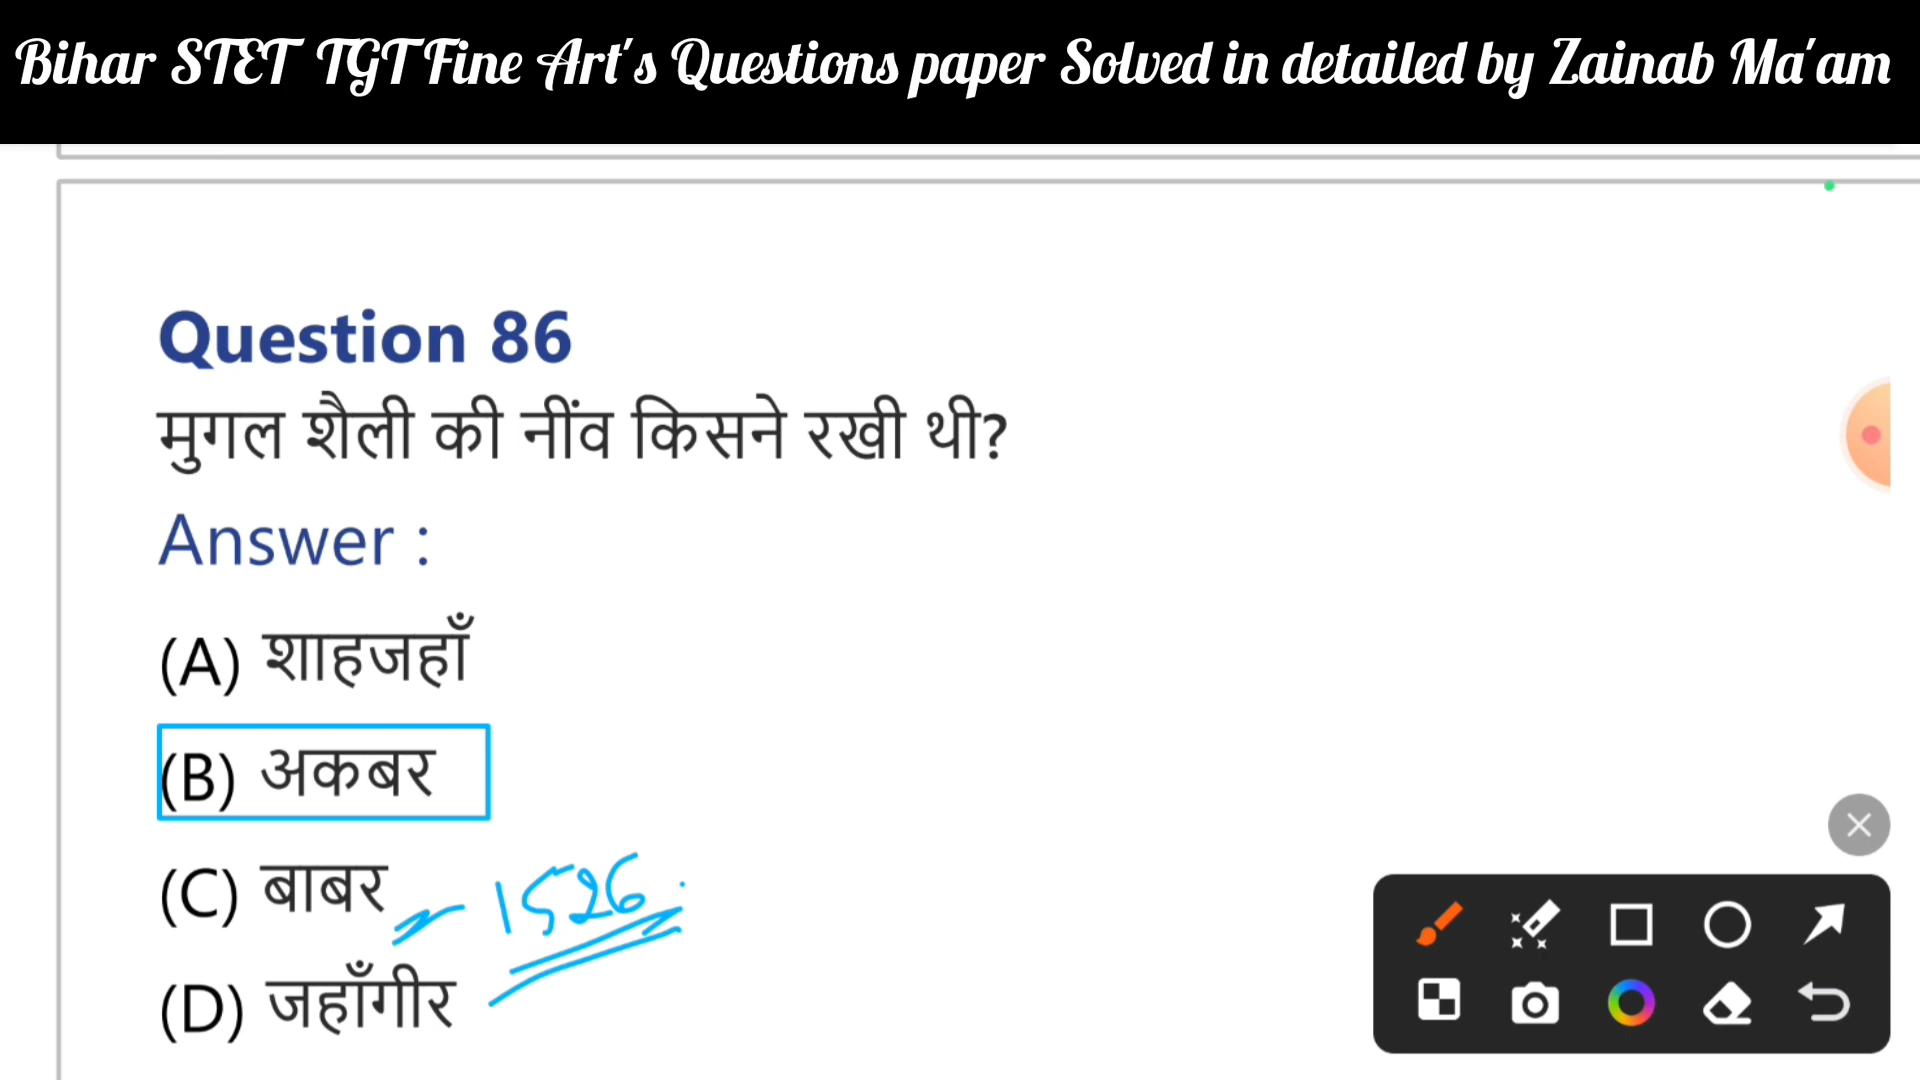 Bihar STET TGT Fine Art's Questions paper Solved in detailed by Zainab Ma'am
Question 86
मुगल शैली की नींव किसने रखी थी?
Answer :
(A) शाहजहाँ
(B) अकबर
(C) बाबर 1526
(D) जहाँगीर